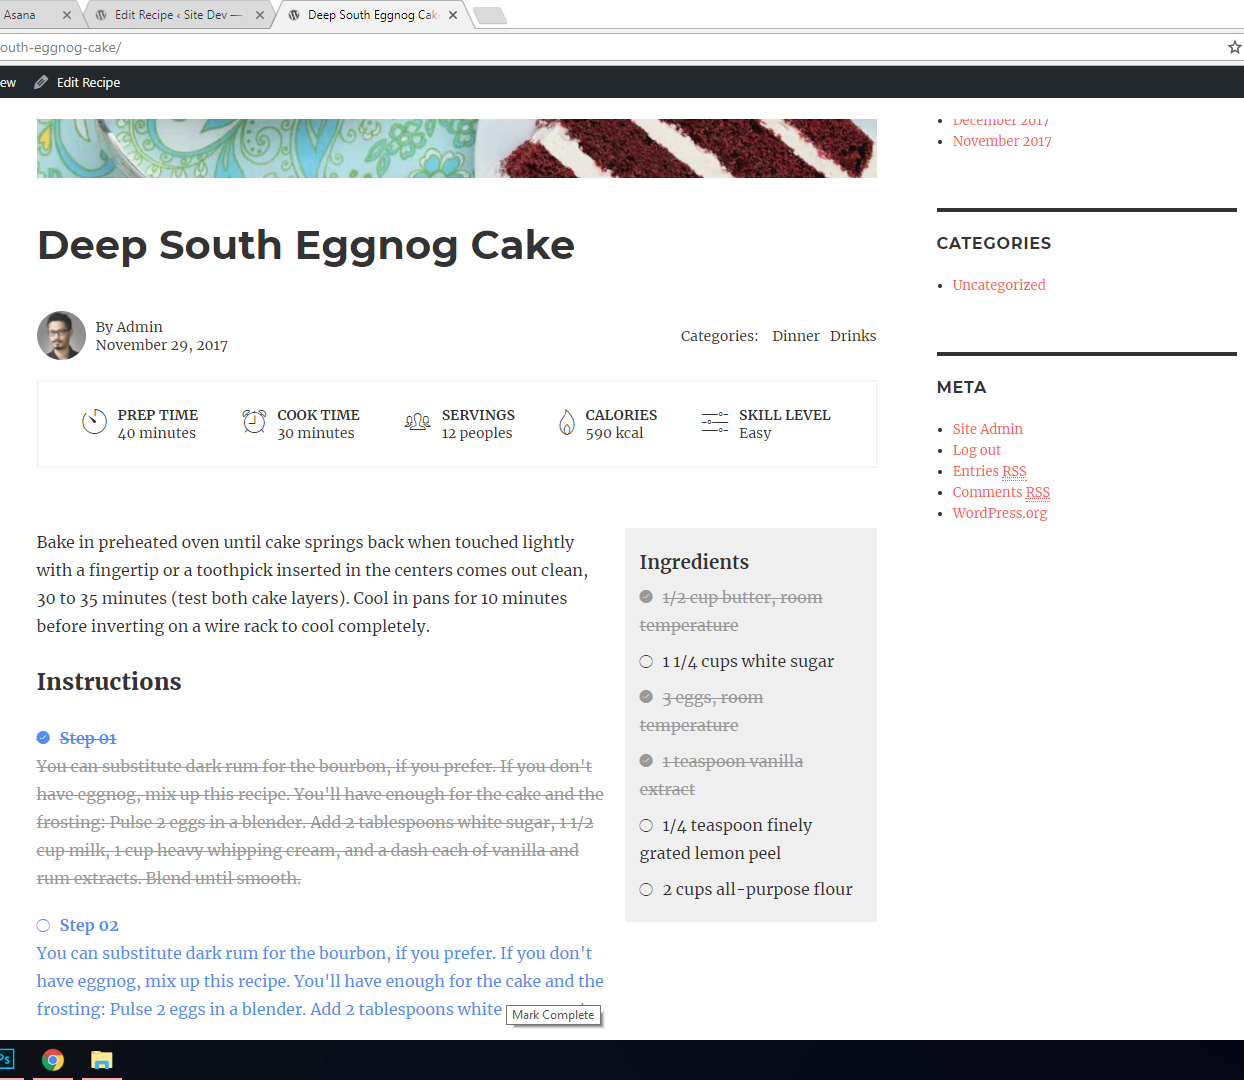 Asana
Edit Recipe ‹ Site Dev —
Deep South Eggnog Cak
outh-eggnog-cake/
ew
Edit Recipe
December 2017
November 2017
Deep South Eggnog Cake
CATEGORIES
Uncategorized
By Admin
November 29, 2017
Categories: Dinner Drinks
META
PREP TIME
40 minutes
COOK TIME
30 minutes
SERVINGS
12 peoples
CALORIES
590 kcal
SKILL LEVEL
Easy
Site Admin
Log out
Entries RSS
Comments RSS
WordPress.org
Bake in preheated oven until cake springs back when touched lightly
with a fingertip or a toothpick inserted in the centers comes out clean,
30 to 35 minutes (test both cake layers). Cool in pans for 10 minutes
before inverting on a wire rack to cool completely.
Instructions
Step 01
You can substitute dark rum for the bourbon, if you prefer. If you don't
have eggnog, mix up this recipe. You'll have enough for the cake and the
frosting: Pulse 2 eggs in a blender. Add 2 tablespoons white sugar, 1 1/2
cup milk, 1 cup heavy whipping cream, and a dash each of vanilla and
rum extracts. Blend until smooth.
Step 02
You can substitute dark rum for the bourbon, if you prefer. If you don't
have eggnog, mix up this recipe. You'll have enough for the cake and the
frosting: Pulse 2 eggs in a blender. Add 2 tablespoons white
Mark Complete
Ingredients
1/2 cup butter, room
temperature
1 1/4 cups white sugar
3 eggs, room
temperature
1 teaspoon vanilla
extract
1/4 teaspoon finely
grated lemon peel
2 cups all-purpose flour
Ps